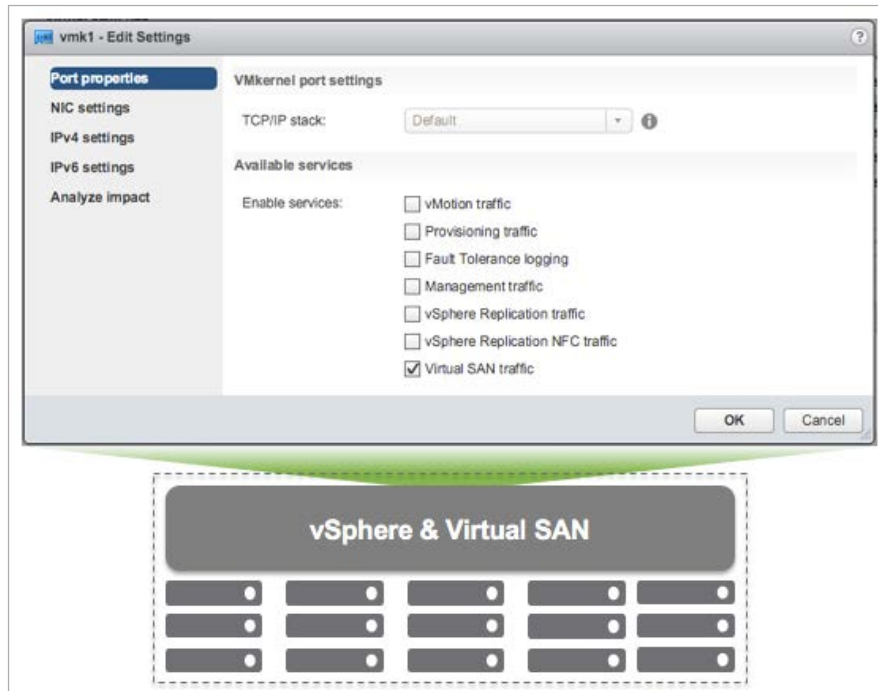 vmk1 - Edit Settings
?
Port properties
NIC settings
IPv4 settings
IPv6 settings
Analyze impact
VMkernel port settings
TCP/IP stack: Default
Available services
Enable services:
vMotion traffic
Provisioning traffic
Fault Tolerance logging
Management traffic
vSphere Replication traffic
vSphere Replication NFC traffic
Virtual SAN traffic
OK Cancel
vSphere & Virtual SAN